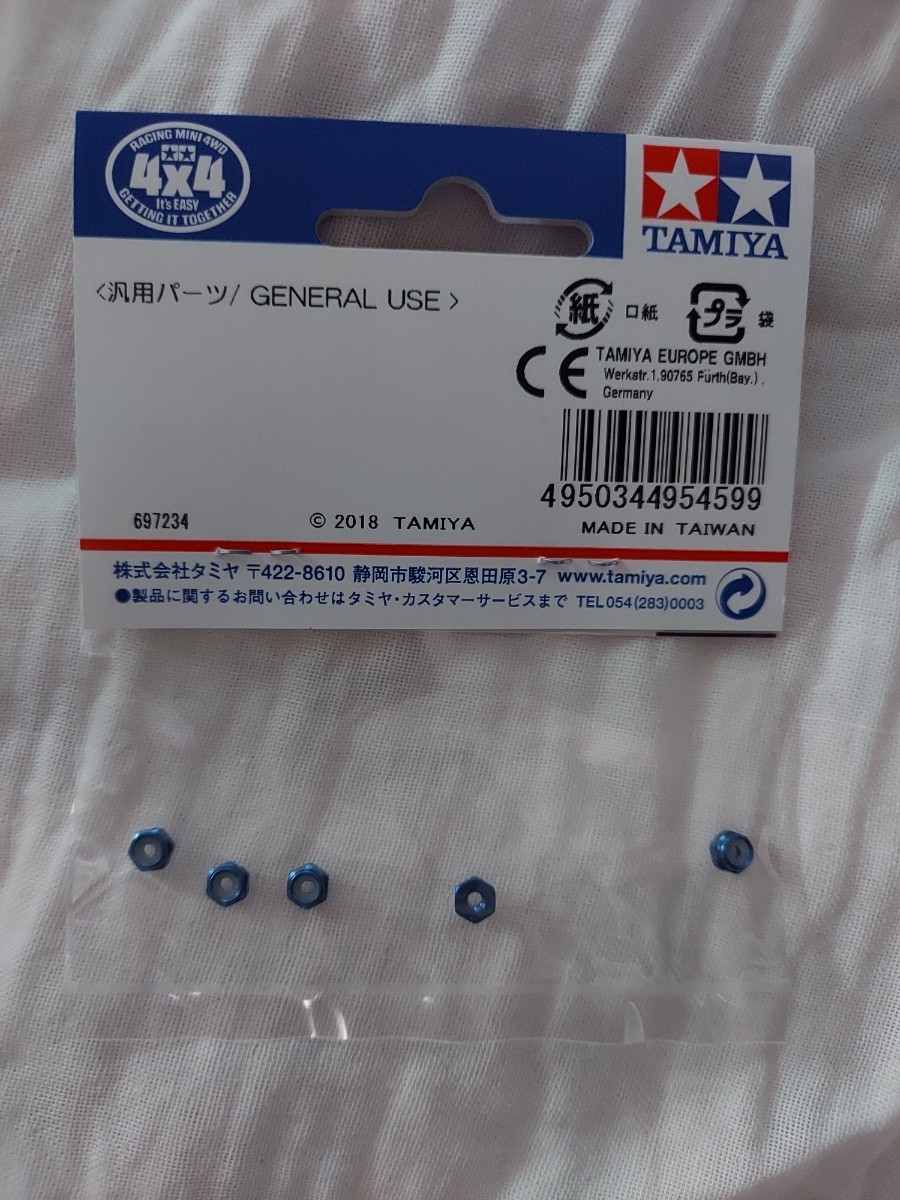 RACING MINI 4WD
4x4
It's EASY
GETTING IT TOGETHER
TAMIYA
<汎用パーツ/ GENERAL USE>
紙 口紙
プラ 袋
CE
TAMIYA EUROPE GMBH
Werkstr.1.90765 Fürth(Bay.).
Germany
4950344954599
697234
© 2018 TAMIYA
MADE IN TAIWAN
株式会社タミヤ 〒422-8610 静岡市駿河区恩田原3-7 www.tamiya.com
●製品に関するお問い合わせはタミヤ・カスタマーサービスまで TEL054(283)0003